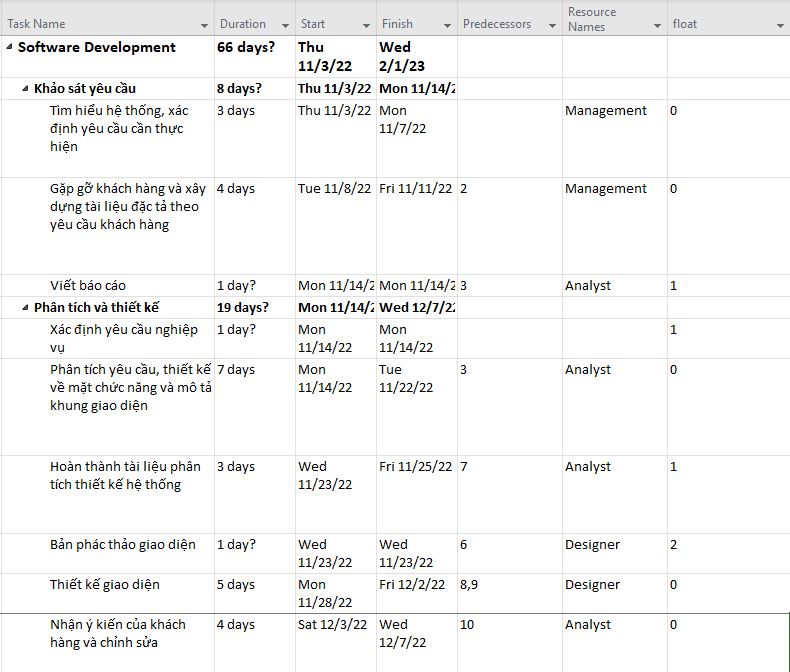 Task Name Duration Start Finish Predecessors Resource Names float
Software Development 66 days? Thu 11/3/22 Wed 2/1/23
Khảo sát yêu cầu 8 days? Thu 11/3/22 Mon 11/14/2
Tìm hiểu hệ thống, xác định yêu cầu cần thực hiện 3 days Thu 11/3/22 Mon 11/7/22 Management 0
Gặp gỡ khách hàng và xây dựng tài liệu đặc tả theo yêu cầu khách hàng 4 days Tue 11/8/22 Fri 11/11/22 2 Management 0
Viết báo cáo 1 day? Mon 11/14/2 Mon 11/14/2 3 Analyst 1
Phân tích và thiết kế 19 days? Mon 11/14/2 Wed 12/7/22
Xác định yêu cầu nghiệp vụ 1 day? Mon 11/14/22 Mon 11/14/22 1
Phân tích yêu cầu, thiết kế về mặt chức năng và mô tả khung giao diện 7 days Mon 11/14/22 Tue 11/22/22 3 Analyst 0
Hoàn thành tài liệu phân tích thiết kế hệ thống 3 days Wed 11/23/22 Fri 11/25/22 7 Analyst 1
Bản phác thảo giao diện 1 day? Wed 11/23/22 Wed 11/23/22 6 Designer 2
Thiết kế giao diện 5 days Mon 11/28/22 Fri 12/2/22 8,9 Designer 0
Nhận ý kiến của khách hàng và chỉnh sửa 4 days Sat 12/3/22 Wed 12/7/22 10 Analyst 0